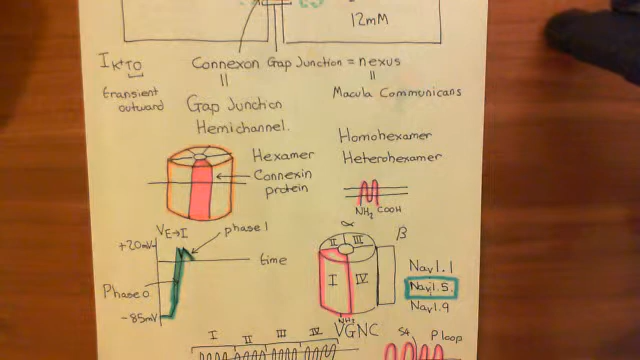 12mM
I K+TO
transient
outward
Connexon
=
Gap Junction
Hemichannel.
Gap Junction = nexus
=
Macula Communicans
Homohexamer
Heterohexamer
Hexamer
Connexin
protein
NH2 COOH
VE→I
+20mV
-85mV
phase 1
Phase 0
time
α
β
I
II
III
IV
NH2
VGNC
Nav1.1
Nav1.5.
Nav1.9
I II III IV
S4
P loop